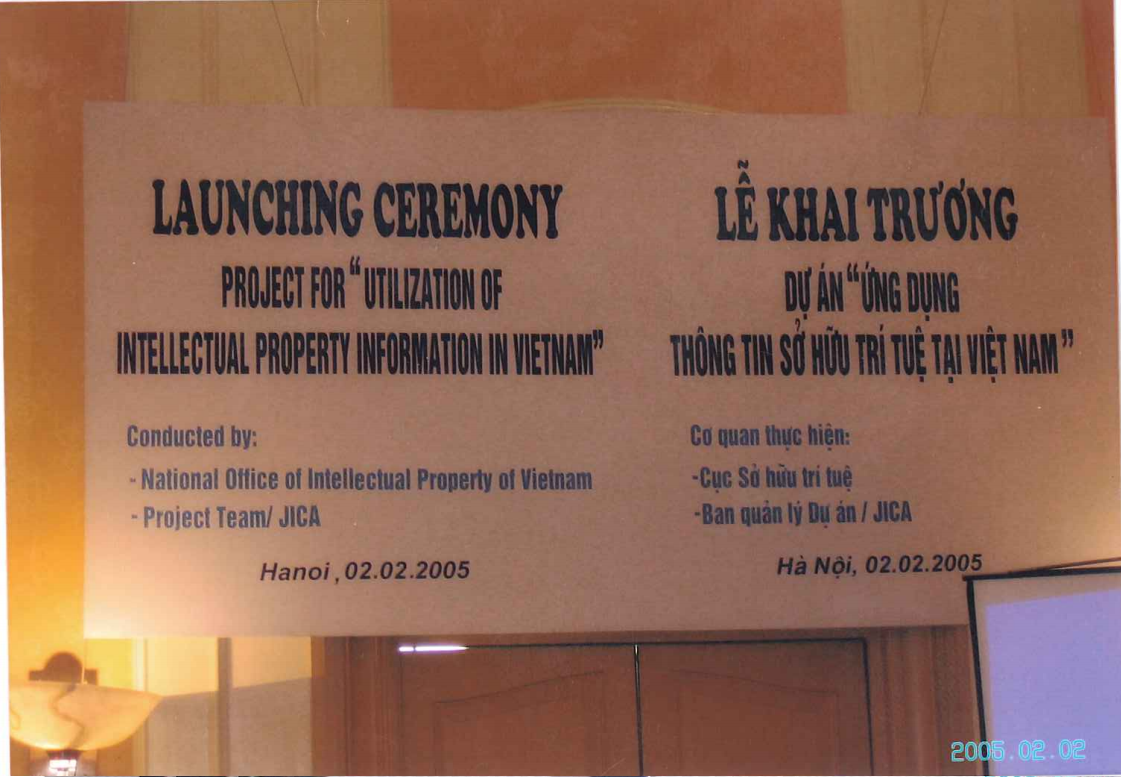 LAUNCHING CEREMONY
PROJECT FOR “UTILIZATION OF
INTELLECTUAL PROPERTY INFORMATION IN VIETNAM”
Conducted by:
- National Office of Intellectual Property of Vietnam
- Project Team/ JICA
Hanoi , 02.02.2005
LỄ KHAI TRƯƠNG
DỰ ÁN “ỨNG DỤNG
THÔNG TIN SỞ HỮU TRÍ TUỆ TẠI VIỆT NAM ”
Cơ quan thực hiện:
-Cục Sở hữu trí tuệ
-Ban quản lý Dự án / JICA
Hà Nội, 02.02.2005
2005.02.02